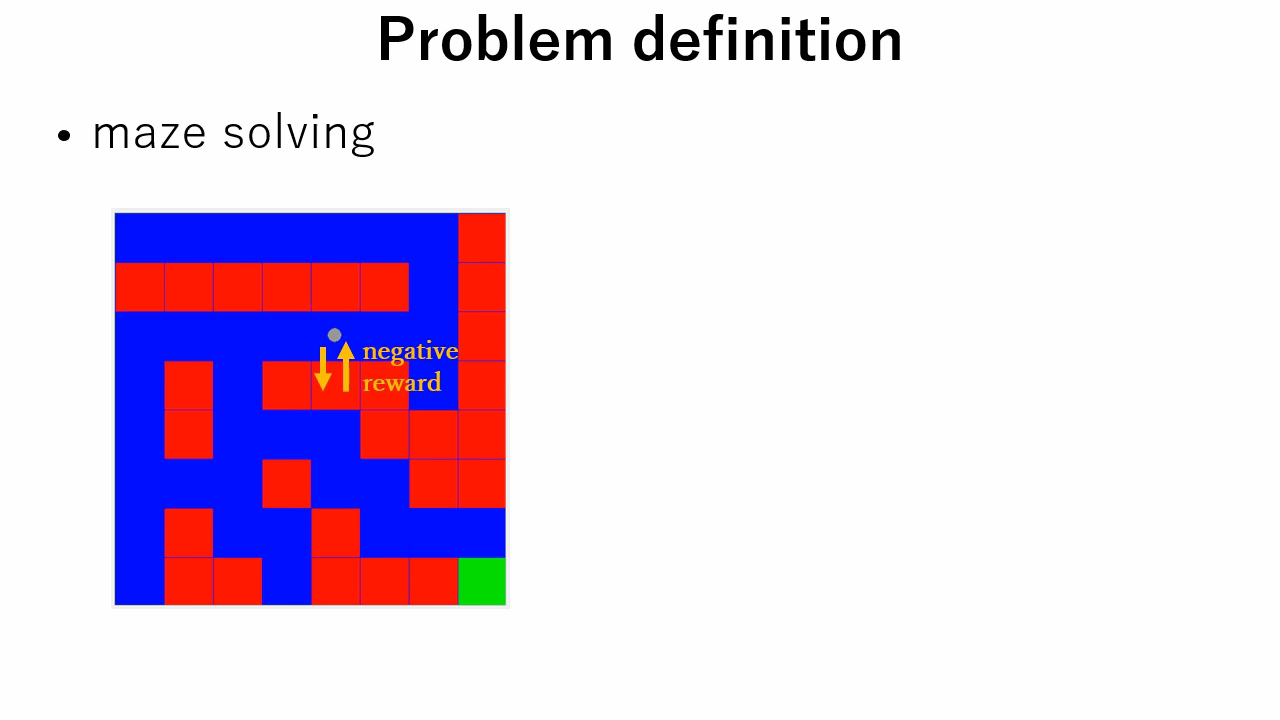 Problem definition
• maze solving
negative
reward